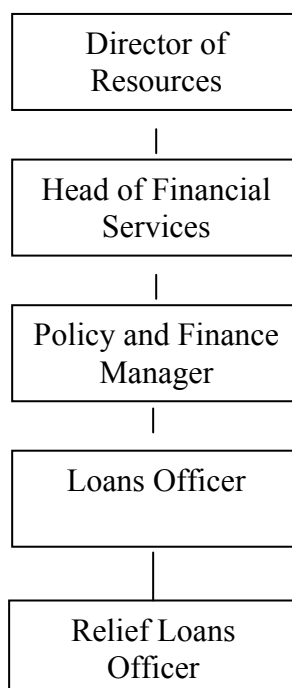 Director of
Resources
Head of Financial
Services
Policy and Finance
Manager
Loans Officer
Relief Loans
Officer